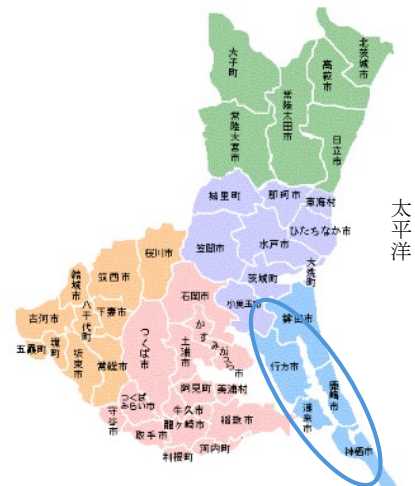 北茨城市
大子町
高萩市
常陸太田市
常陸大宮市
日立市
城里町
那珂市
東海村
ひたちなか市
水戸市
笠間市
桜川市
茨城町
大洗町
小美玉市
石岡市
筑西市
結城市
下妻市
八千代町
古河市
五霞町
境町
坂東市
常総市
つくば市
土浦市
かすみがうら市
鉾田市
行方市
鹿嶋市
潮来市
神栖市
阿見町
美浦村
牛久市
稲敷市
龍ヶ崎市
つくばみらい市
守谷市
取手市
河内町
利根町
太平洋